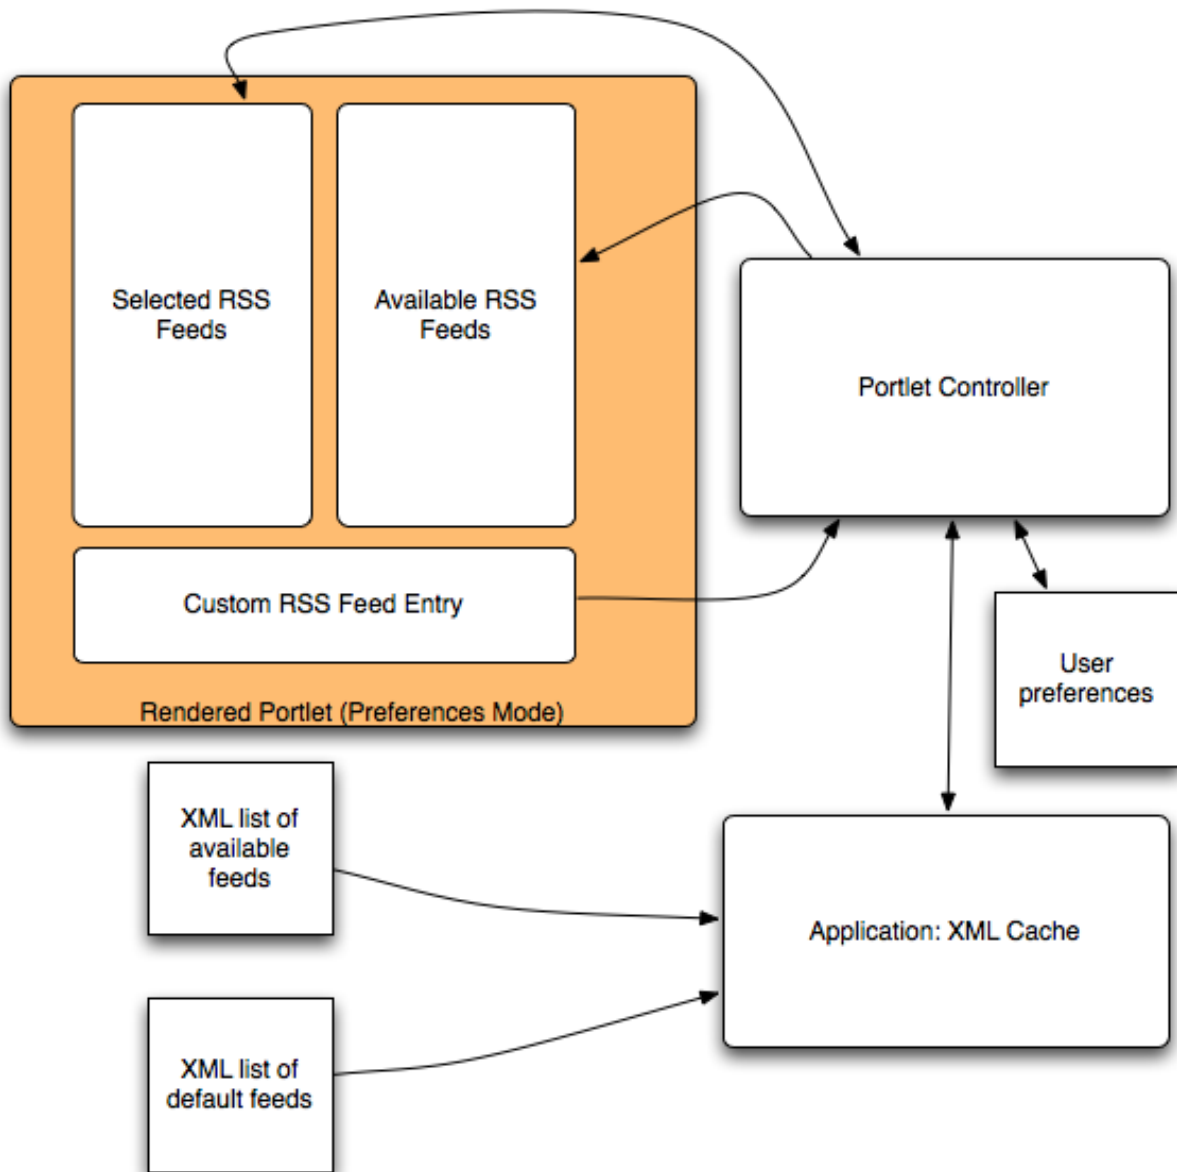 Selected RSS
Feeds
Available RSS
Feeds
Portlet Controller
Custom RSS Feed Entry
User
preferences
Rendered Portlet (Preferences Mode)
XML list of
available
feeds
Application: XML Cache
XML list of
default feeds